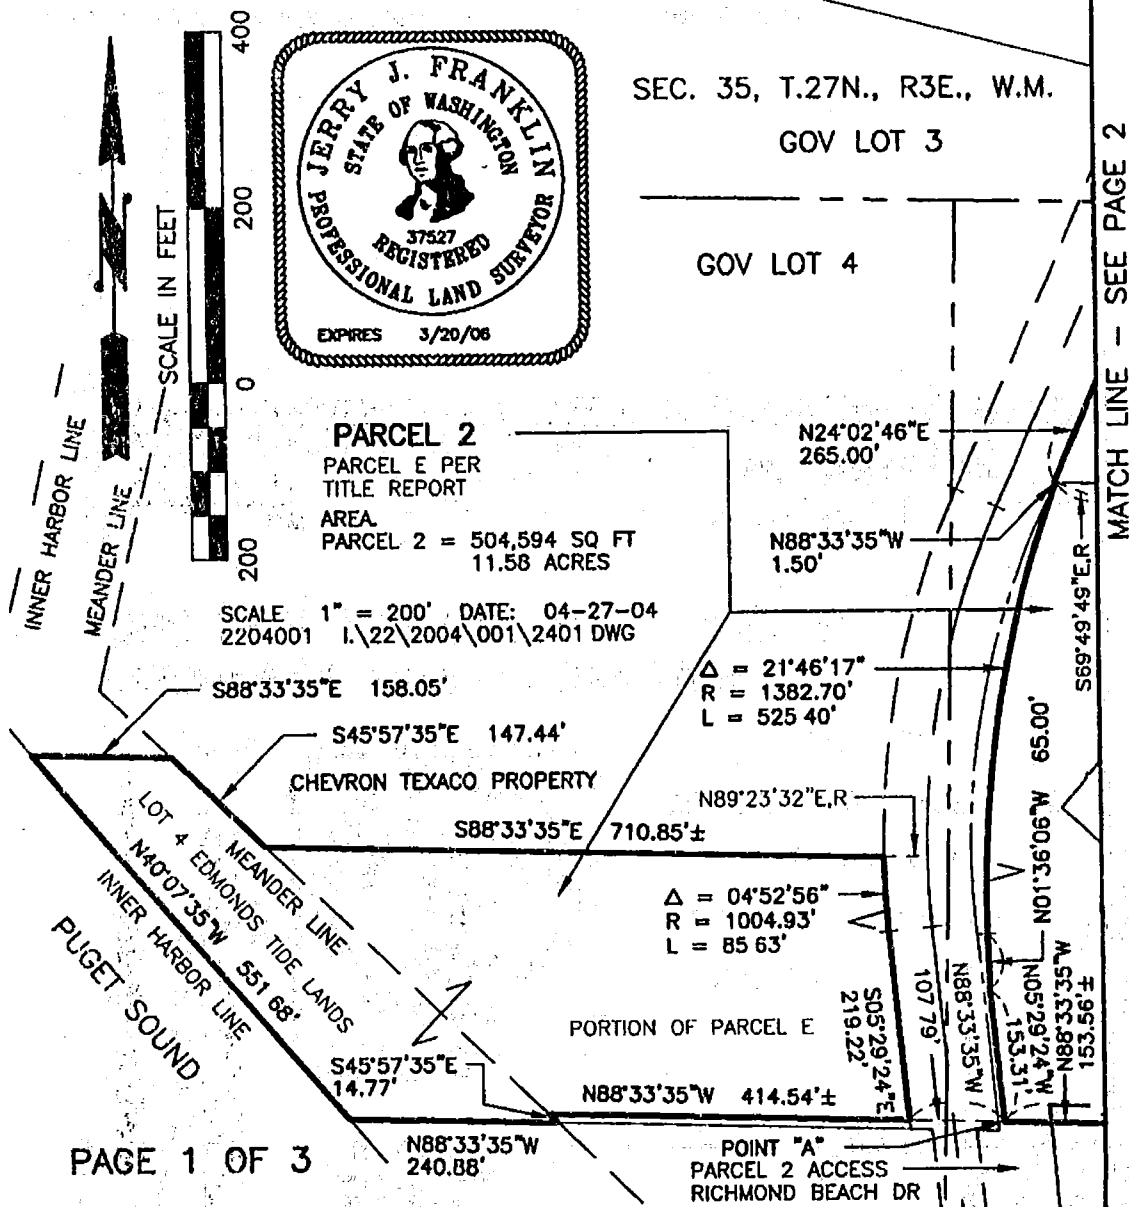 400
200
0
200
SCALE IN FEET
N
JERRY J. FRANKLIN
STATE OF WASHINGTON
37527
REGISTERED
PROFESSIONAL LAND SURVEYOR
EXPIRES 3/20/06
SEC. 35, T.27N., R3E., W.M.
GOV LOT 3
GOV LOT 4
MATCH LINE - SEE PAGE 2
INNER HARBOR LINE
MEANDER LINE
PARCEL 2
PARCEL E PER
TITLE REPORT
AREA.
PARCEL 2 = 504,594 SQ FT
11.58 ACRES
SCALE 1" = 200' DATE: 04-27-04
2204001 I.\22\2004\001\2401 DWG
N24°02'46"E
265.00'
N88°33'35"W
1.50'
S69°49'49"E,R
Δ = 21°46'17"
R = 1382.70'
L = 525 40'
S88°33'35"E 158.05'
S45°57'35"E 147.44'
CHEVRON TEXACO PROPERTY
S88°33'35"E 710.85'±
N89°23'32"E,R
N01°36'06"W 65.00'
LOT 4 EDMONDS TIDE LANDS
MEANDER LINE
N40°07'35"W 551 68'
INNER HARBOR LINE
PUGET SOUND
Δ = 04°52'56"
R = 1004.93'
L = 85 63'
PORTION OF PARCEL E
S05°29'24"E
219.22'
107 79'
N88°33'35"W
N05°29'24"W
153.31'
N88°33'35"W
153.56'±
S45°57'35"E
14.77'
N88°33'35"W 414.54'±
N88°33'35"W
240.88'
POINT "A"
PARCEL 2 ACCESS
RICHMOND BEACH DR
PAGE 1 OF 3